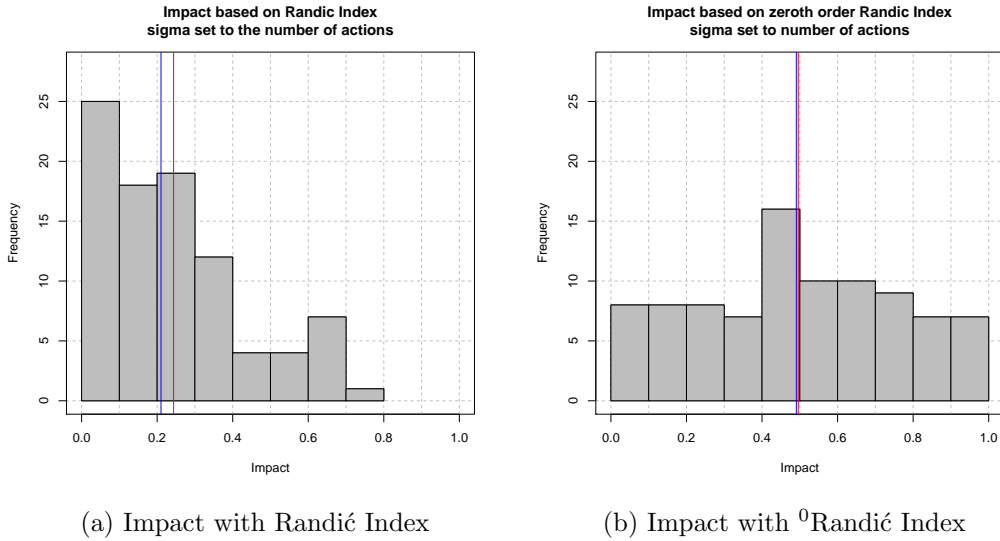 Impact based on Randic Index
sigma set to the number of actions
Frequency
25
20
15
10
5
0
0.0 0.2 0.4 0.6 0.8 1.0
Impact
(a) Impact with Randić Index
Impact based on zeroth order Randic Index
sigma set to number of actions
Frequency
25
20
15
10
5
0
0.0 0.2 0.4 0.6 0.8 1.0
Impact
(b) Impact with ⁰Randić Index